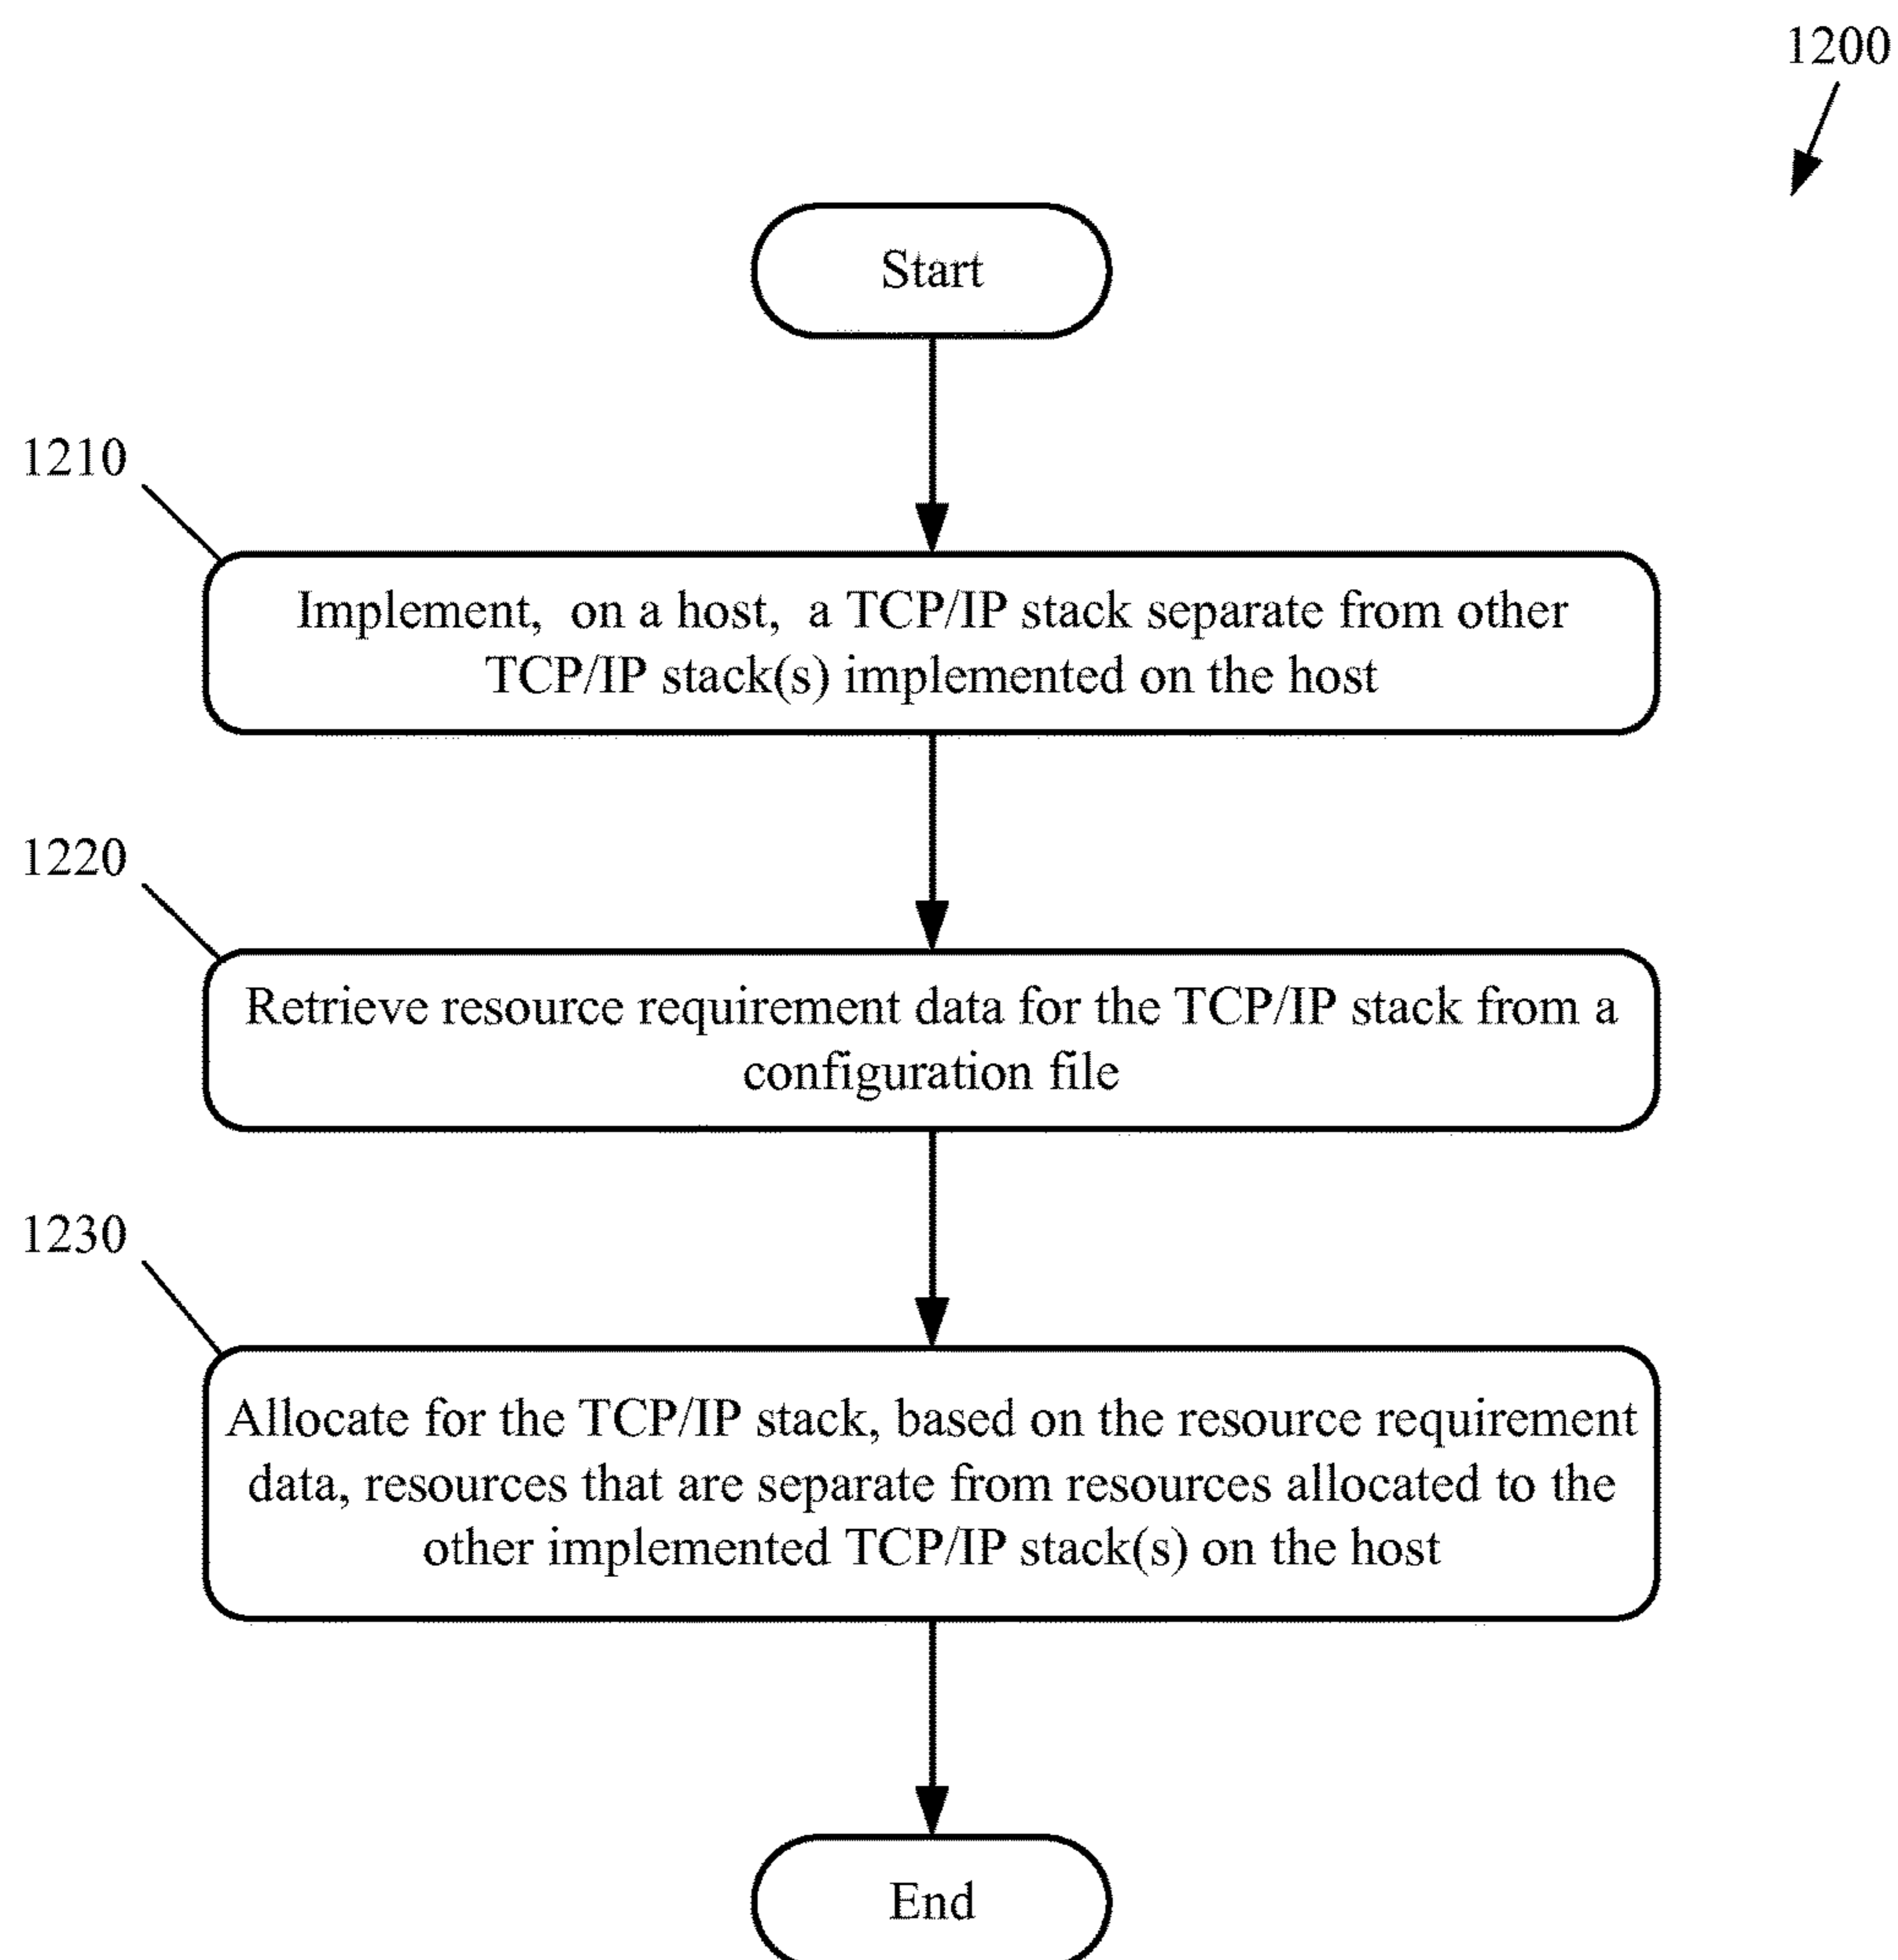 1200
Start
1210
Implement, on a host, a TCP/IP stack separate from other
TCP/IP stack(s) implemented on the host
1220
Retrieve resource requirement data for the TCP/IP stack from a
configuration file
1230
Allocate for the TCP/IP stack, based on the resource requirement
data, resources that are separate from resources allocated to the
other implemented TCP/IP stack(s) on the host
End